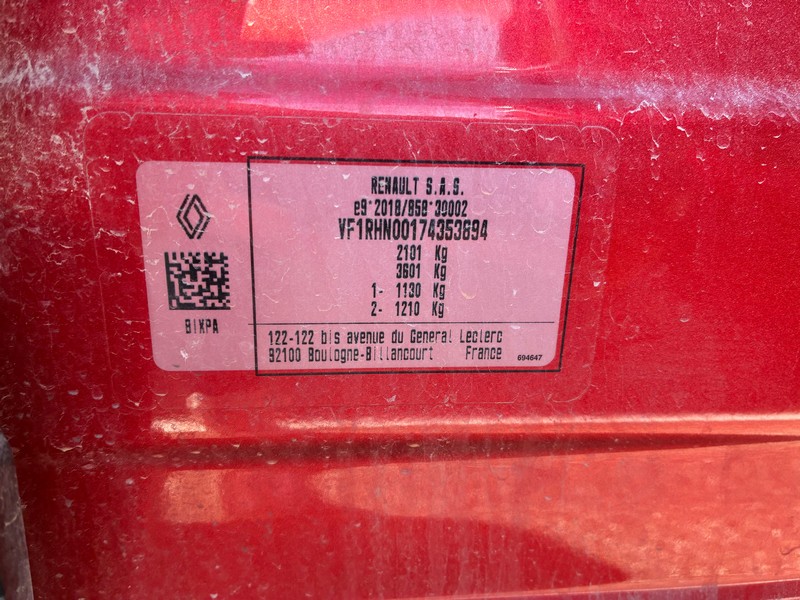 RENAULT S.A.S.
e9*2018/858*30002
VF1RHN00174353694
2101 Kg
3601 Kg
1- 1130 Kg
2- 1210 Kg
BIKPA
122-122 bis avenue du General Leclerc
92100 Boulogne-Billancourt France
694647